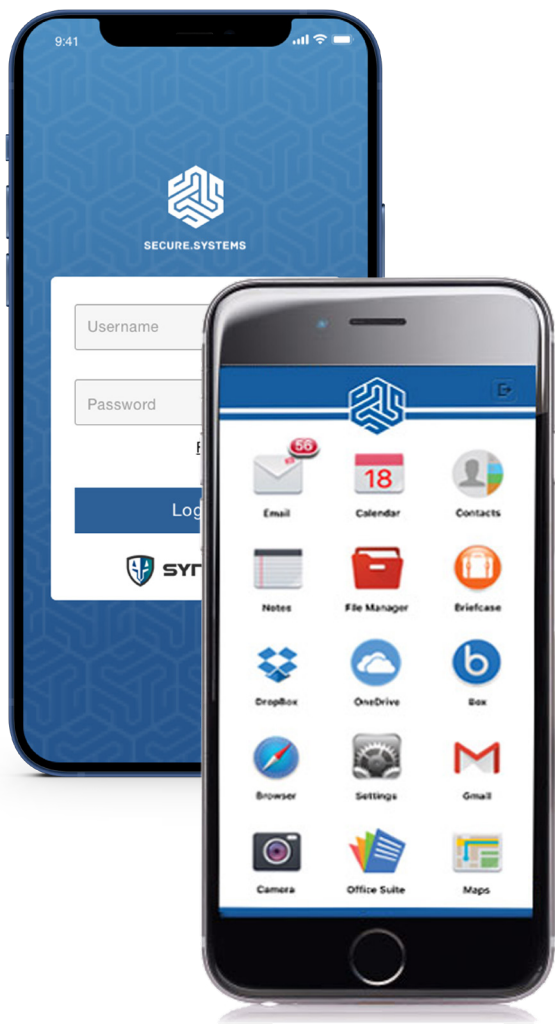 9:41
SECURE.SYSTEMS
Username
Password
Log
SYN
56
18
Email Calendar Contacts
Notes File Manager Briefcase
DropBox OneDrive Box
Browser Settings Gmail
Camera Office Suite Maps